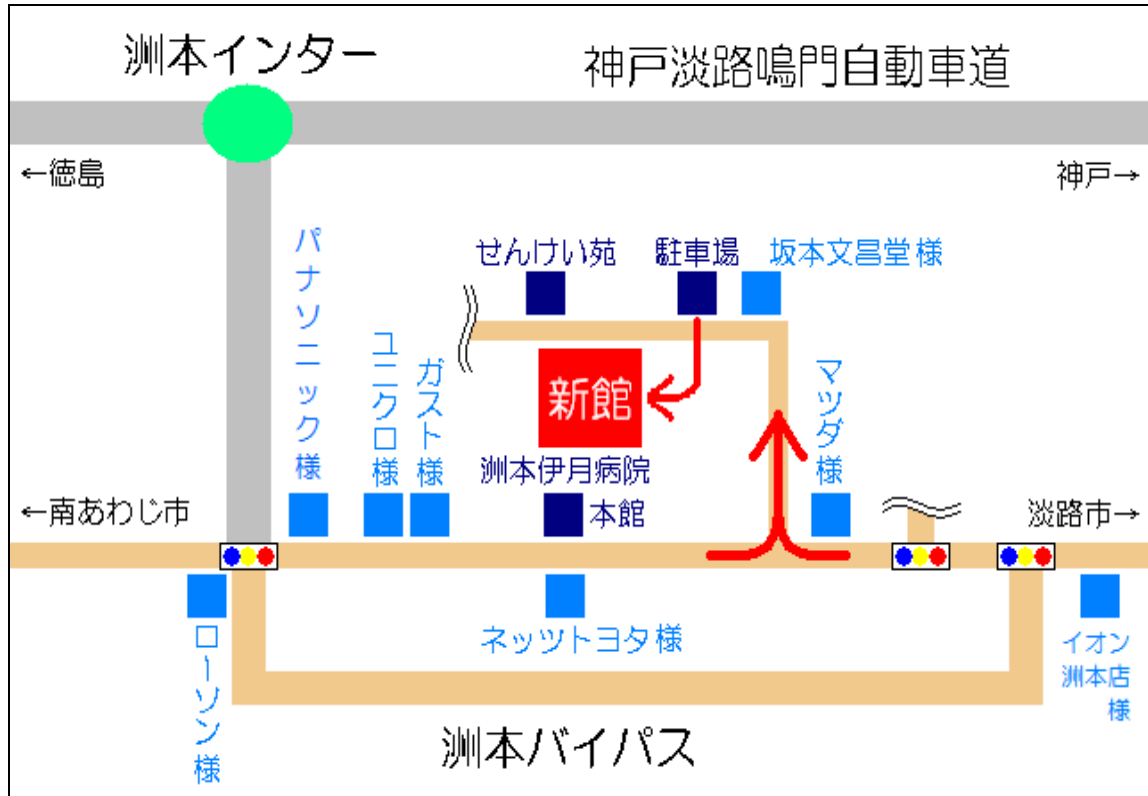 洲本インター
神戸淡路鳴門自動車道
←徳島
神戸→
パナソニック様
せんけい苑
駐車場
坂本文昌堂様
ユニクロ様
ガスト様
新館
マツダ様
洲本伊月病院
本館
←南あわじ市
淡路市→
ローソン様
ネッツトヨタ様
イオン
洲本店
様
洲本バイパス